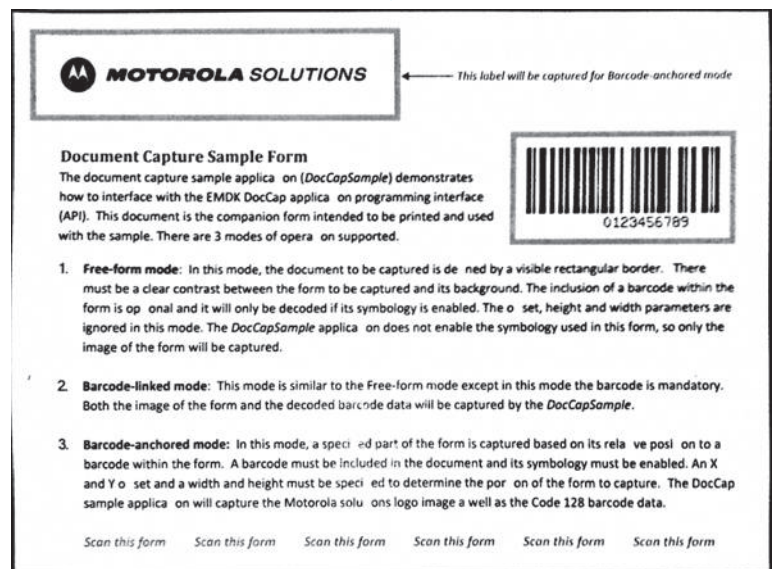 MOTOROLA SOLUTIONS
This label will be captured for Barcode-anchored mode
Document Capture Sample Form
The document capture sample applica on (DocCapSample) demonstrates
how to interface with the EMDK DocCap applica on programming interface
(API). This document is the companion form intended to be printed and used
with the sample. There are 3 modes of opera on supported.
0123456789
1. Free-form mode: In this mode, the document to be captured is de ned by a visible rectangular border. There
must be a clear contrast between the form to be captured and its background. The inclusion of a barcode within the
form is op onal and it will only be decoded if its symbology is enabled. The o set, height and width parameters are
ignored in this mode. The DocCapSample applica on does not enable the symbology used in this form, so only the
image of the form will be captured.
2. Barcode-linked mode: This mode is similar to the Free-form mode except in this mode the barcode is mandatory.
Both the image of the form and the decoded barcode data will be captured by the DocCapSample.
3. Barcode-anchored mode: In this mode, a speci ed part of the form is captured based on its rela ve posi on to a
barcode within the form. A barcode must be included in the document and its symbology must be enabled. An X
and Y o set and a width and height must be speci ed to determine the por on of the form to capture. The DocCap
sample applica on will capture the Motorola solu ons logo image a well as the Code 128 barcode data.
Scan this form Scan this form Scan this form Scan this form Scan this form Scan this form